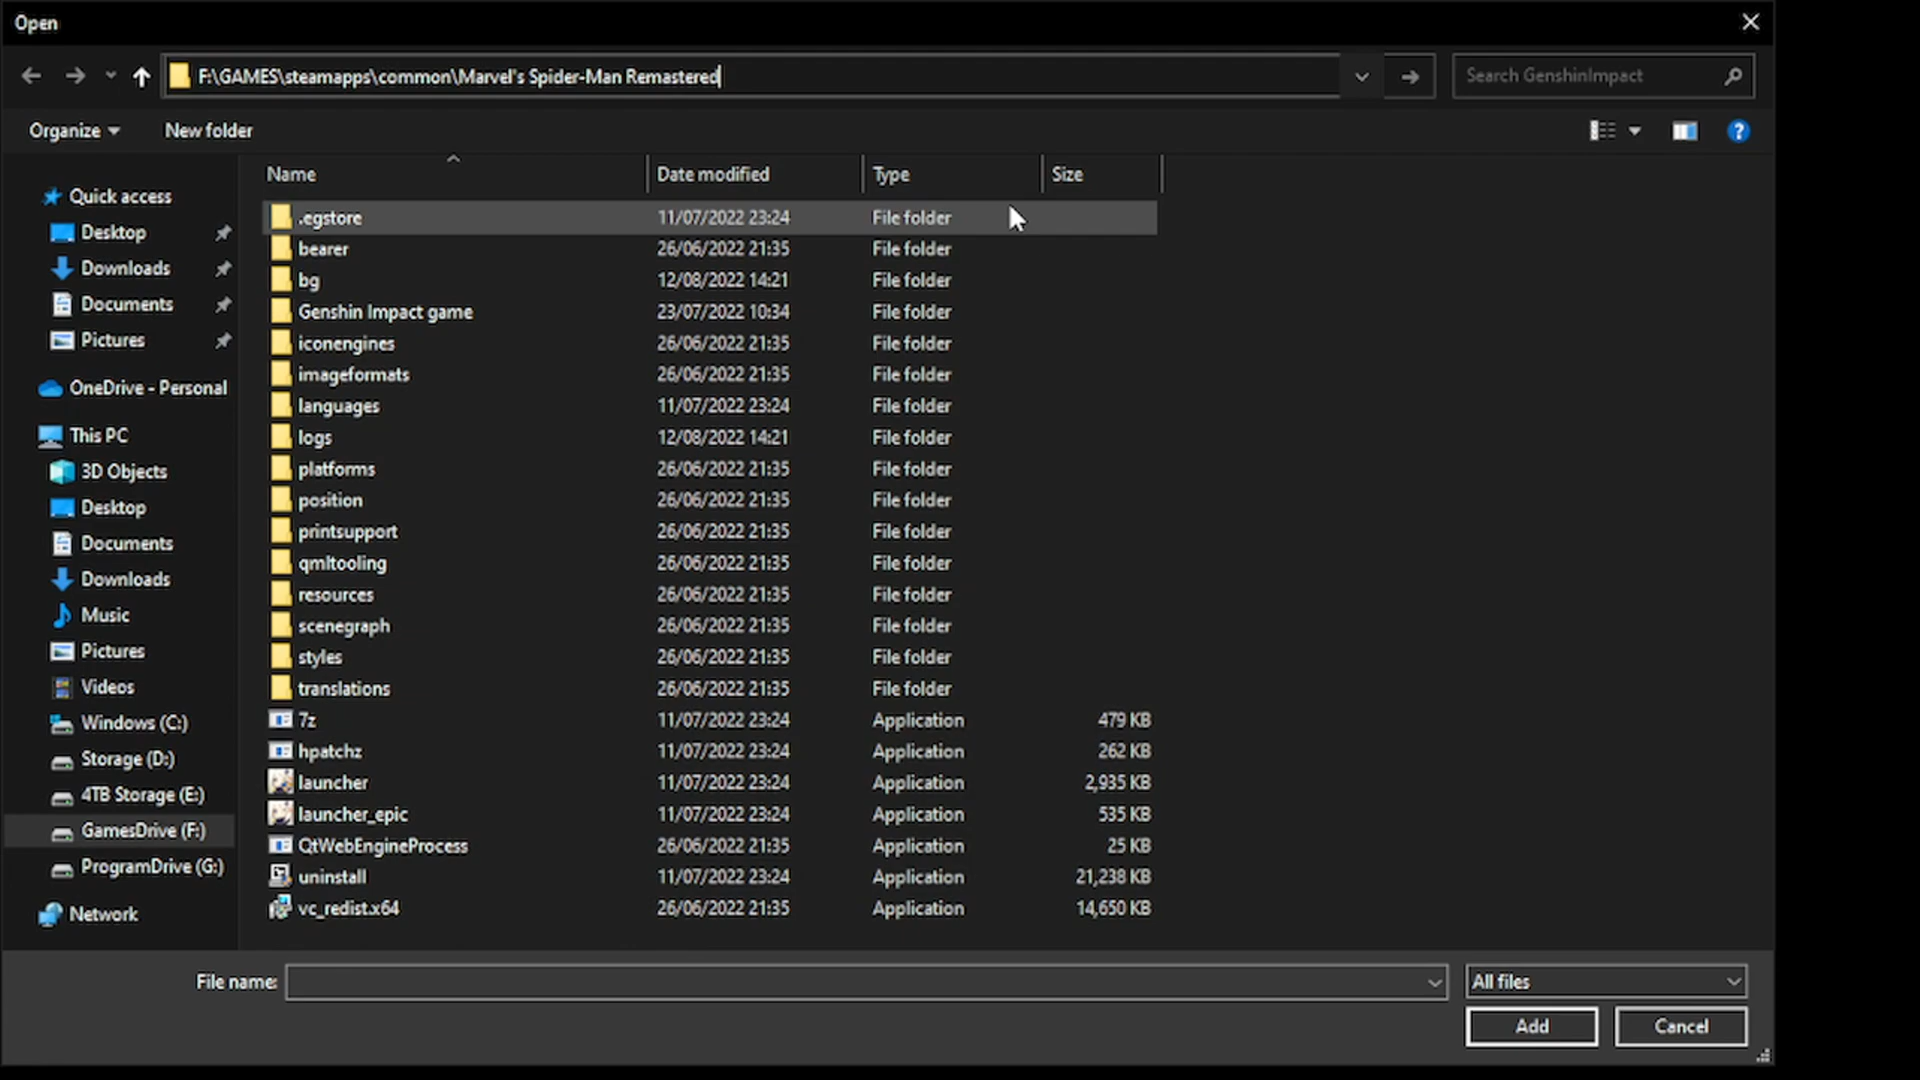 Open
F:\GAMES\steamapps\common\Marvel's Spider-Man Remastered
Search GenshinImpact
Organize
New folder
?
Name
Date modified
Type
Size
Quick access
Desktop
Downloads
Documents
Pictures
OneDrive - Personal
This PC
3D Objects
Desktop
Documents
Downloads
Music
Pictures
Videos
Windows (C:)
Storage (D:)
4TB Storage (E:)
GamesDrive (F:)
ProgramDrive (G:)
Network
.egstore 11/07/2022 23:24 File folder
bearer 26/06/2022 21:35 File folder
bg 12/08/2022 14:21 File folder
Genshin Impact game 23/07/2022 10:34 File folder
iconengines 26/06/2022 21:35 File folder
imageformats 26/06/2022 21:35 File folder
languages 11/07/2022 23:24 File folder
logs 12/08/2022 14:21 File folder
platforms 26/06/2022 21:35 File folder
position 26/06/2022 21:35 File folder
printsupport 26/06/2022 21:35 File folder
qmltooling 26/06/2022 21:35 File folder
resources 26/06/2022 21:35 File folder
scenegraph 26/06/2022 21:35 File folder
styles 26/06/2022 21:35 File folder
translations 26/06/2022 21:35 File folder
7z 11/07/2022 23:24 Application 479 KB
hpatchz 11/07/2022 23:24 Application 262 KB
launcher 11/07/2022 23:24 Application 2,935 KB
launcher_epic 11/07/2022 23:24 Application 535 KB
QtWebEngineProcess 26/06/2022 21:35 Application 25 KB
uninstall 11/07/2022 23:24 Application 21,238 KB
vc_redist.x64 26/06/2022 21:35 Application 14,650 KB
File name:
All files
Add
Cancel